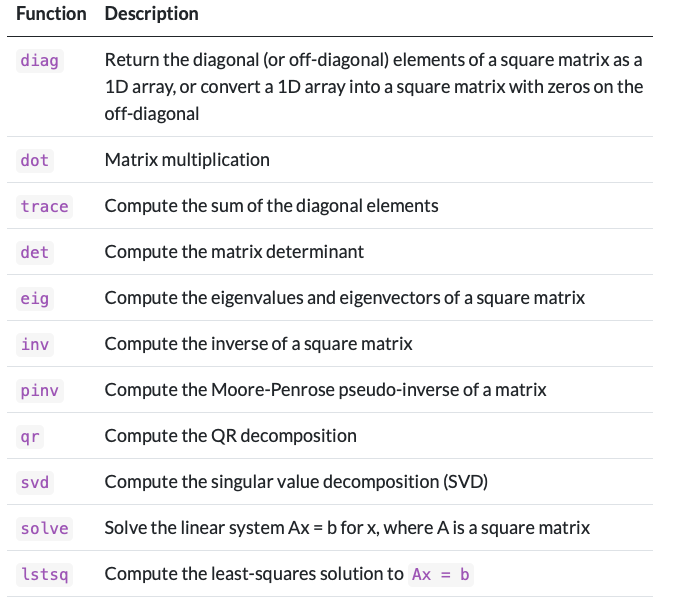 Function Description
diag Return the diagonal (or off-diagonal) elements of a square matrix as a
1D array, or convert a 1D array into a square matrix with zeros on the
off-diagonal
dot Matrix multiplication
trace Compute the sum of the diagonal elements
det Compute the matrix determinant
eig Compute the eigenvalues and eigenvectors of a square matrix
inv Compute the inverse of a square matrix
pinv Compute the Moore-Penrose pseudo-inverse of a matrix
qr Compute the QR decomposition
svd Compute the singular value decomposition (SVD)
solve Solve the linear system Ax = b for x, where A is a square matrix
lstsq Compute the least-squares solution to Ax = b